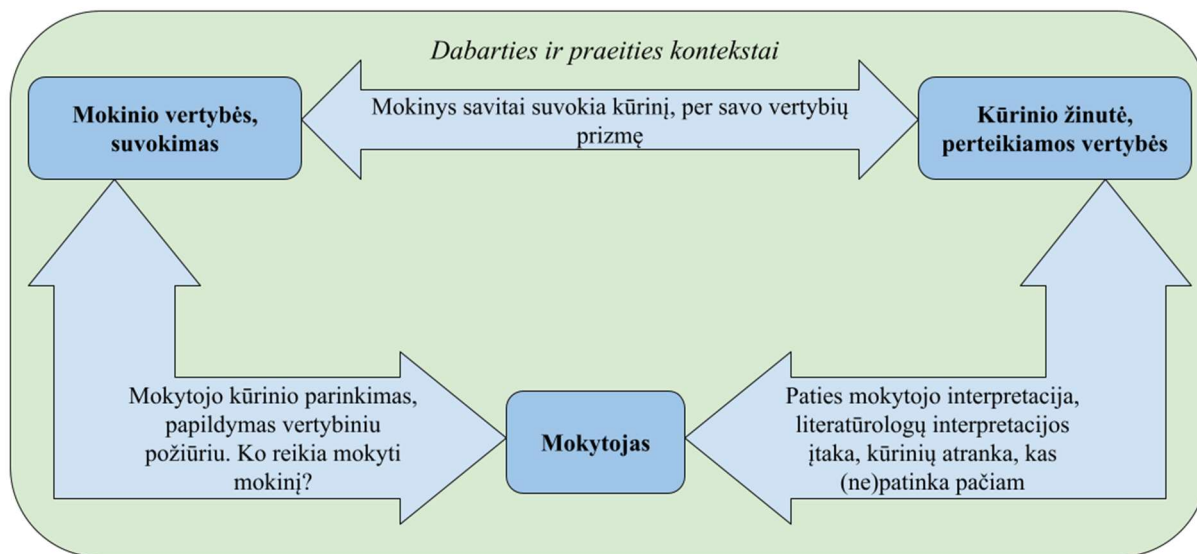 Dabarties ir praeities kontekstai
Mokinio vertybės,
suvokimas
Mokinys savitai suvokia kūrinį, per savo vertybių
prizmę
Kūrinio žinutė,
perteikiamos vertybės
Mokytojo kūrinio parinkimas,
papildymas vertybiniu
požiūriu. Ko reikia mokyti
mokinį?
Mokytojas
Paties mokytojo interpretacija,
literatūrologų interpretacijos
įtaka, kūrinių atranka, kas
(ne)patinka pačiam